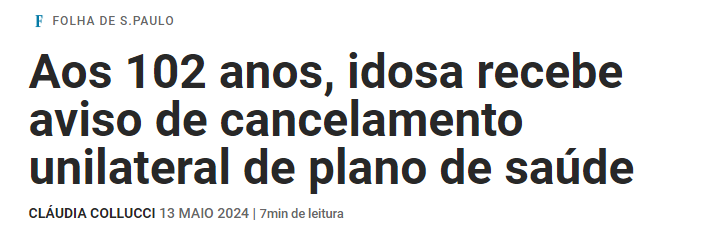 F FOLHA DE S.PAULO
Aos 102 anos, idosa recebe
aviso de cancelamento
unilateral de plano de saúde
CLÁUDIA COLLUCCI 13 MAIO 2024 | 7min de leitura